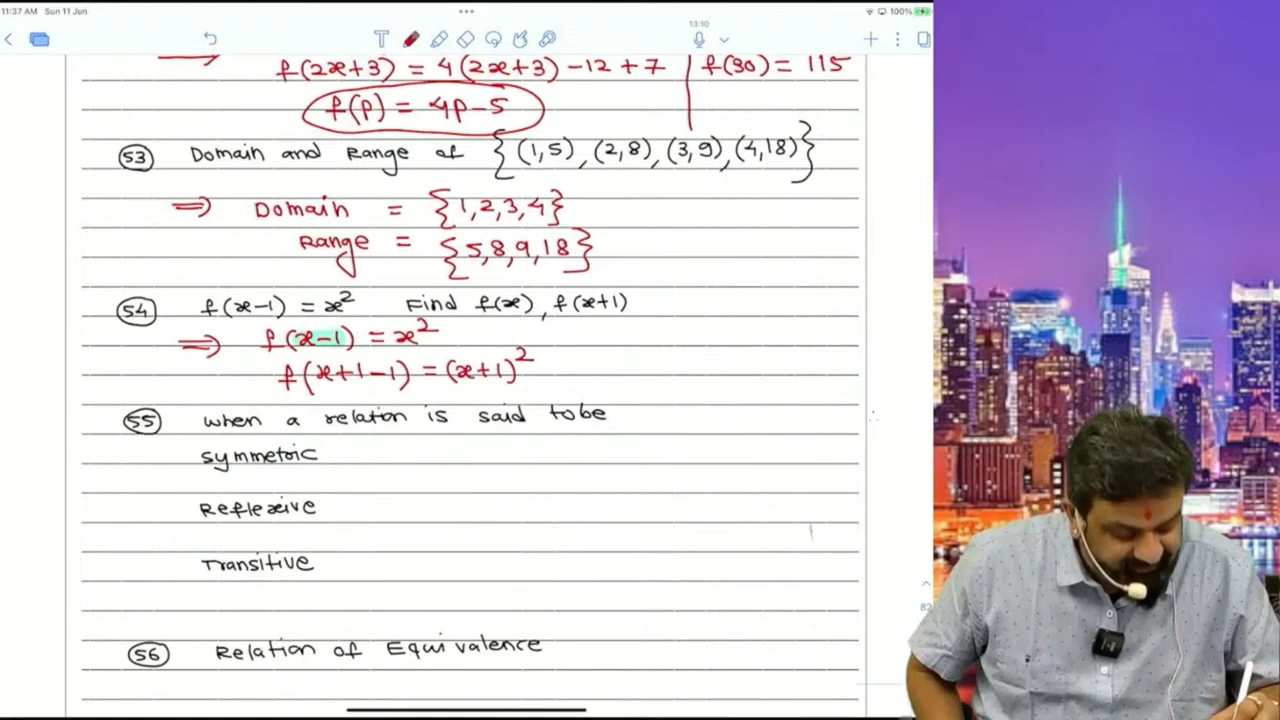 11:37 AM Sun 11 Jun
100%
13:10
f(2x+3) = 4(2x+3) -12 + 7 | f(30) = 115
f(p) = 4p-5
53 Domain and Range of {(1,5), (2,8), (3,9), (4,18)}
⇒ Domain = {1,2,3,4}
Range = {5,8,9,18}
54 f(x-1) = x² Find f(x), f(x+1)
⇒ f(x-1) = x²
f(x+1-1) = (x+1)²
55 when a relation is said to be
symmetric
Reflexive
Transitive
82
56 Relation of Equivalence